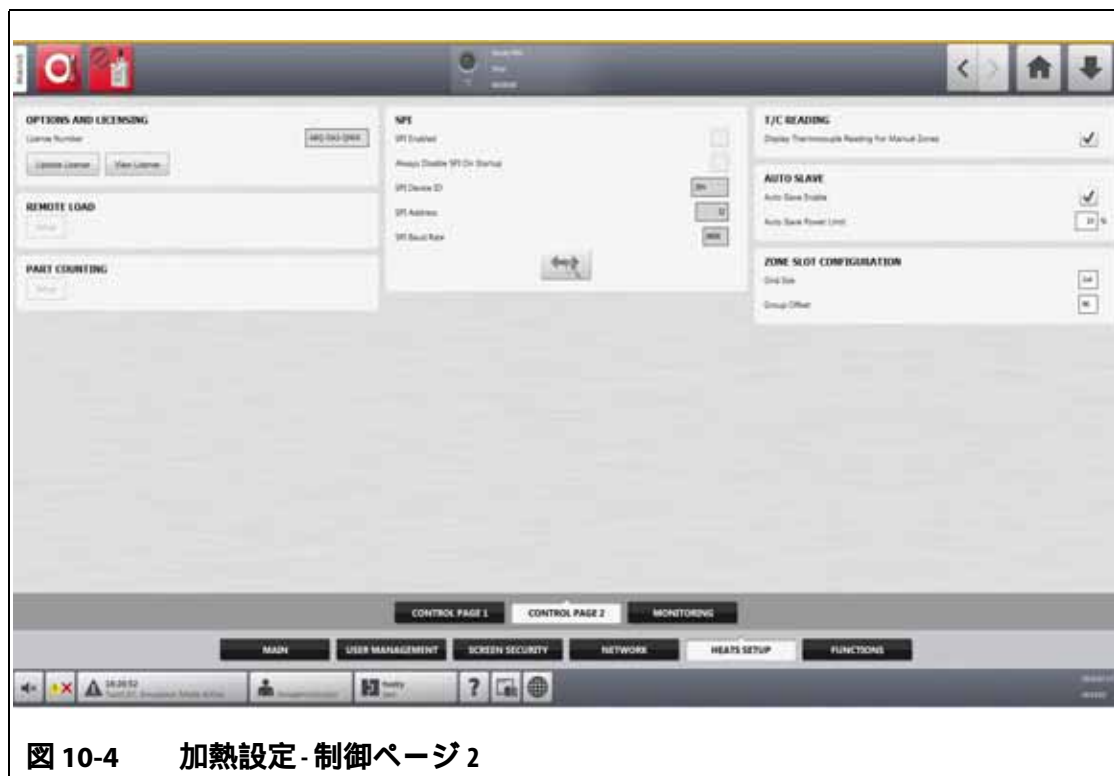 OPTIONS AND LICENSING
License Number
Update License View License
REMOTE LOAD
Setup
PART COUNTING
Setup
SPI
SPI Enabled
Always Disable SPI On Startup
SPI Device ID
SPI Address
SPI Baud Rate
T/C READING
Display Thermocouple Reading For Manual Zones
AUTO SLAVE
Auto Slave Enable
Auto Slave Power Limit
%
ZONE SLOT CONFIGURATION
Grid Size
Group Offset
CONTROL PAGE 1 CONTROL PAGE 2 MONITORING
MAIN USER MANAGEMENT SCREEN SECURITY NETWORK HEATS SETUP FUNCTIONS
?
図 10-4 加熱設定 - 制御ページ 2